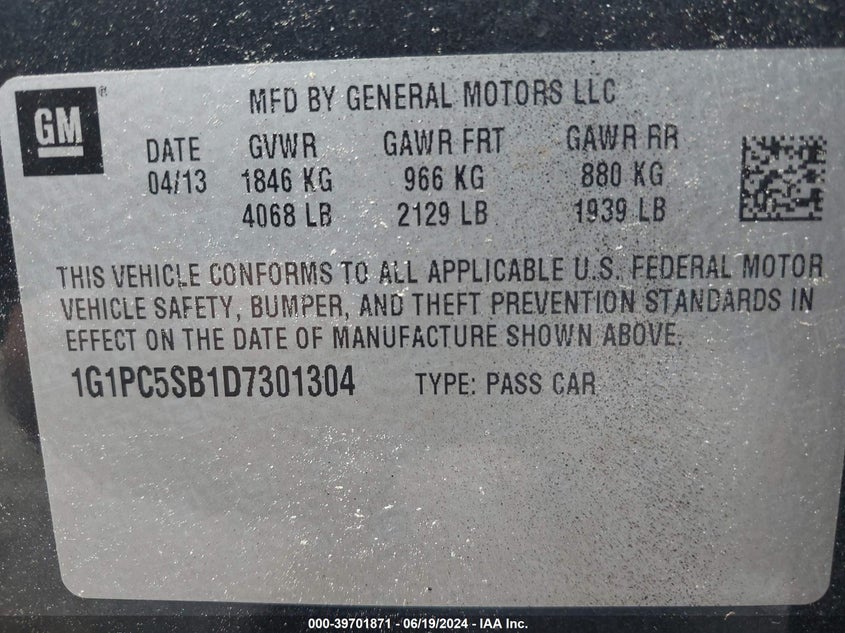 GM®
MFD BY GENERAL MOTORS LLC
DATE GVWR GAWR FRT GAWR RR
04/13 1846 KG 966 KG 880 KG
4068 LB 2129 LB 1939 LB
THIS VEHICLE CONFORMS TO ALL APPLICABLE U.S. FEDERAL MOTOR
VEHICLE SAFETY, BUMPER, AND THEFT PREVENTION STANDARDS IN
EFFECT ON THE DATE OF MANUFACTURE SHOWN ABOVE.
1G1PC5SB1D7301304 TYPE: PASS CAR
000-39701871 - 06/19/2024 - IAA Inc.